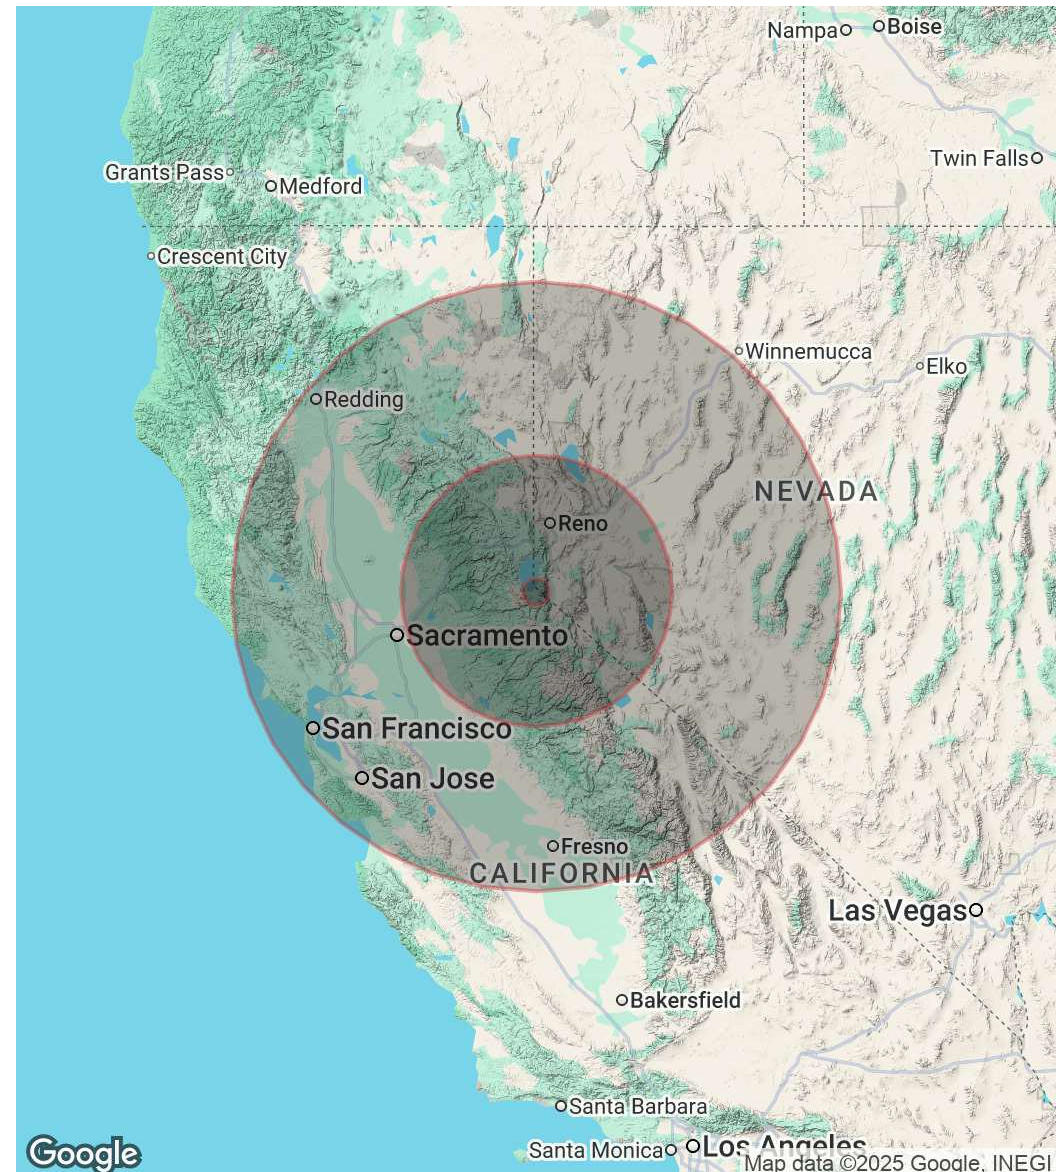 Nampa
Boise
Twin Falls
Grants Pass
Medford
Crescent City
Winnemucca
Elko
Redding
NEVADA
Reno
Sacramento
San Francisco
San Jose
Fresno
CALIFORNIA
Las Vegas
Bakersfield
Santa Barbara
Santa Monica
Los Angeles
Google
Map data ©2025 Google, INEGI